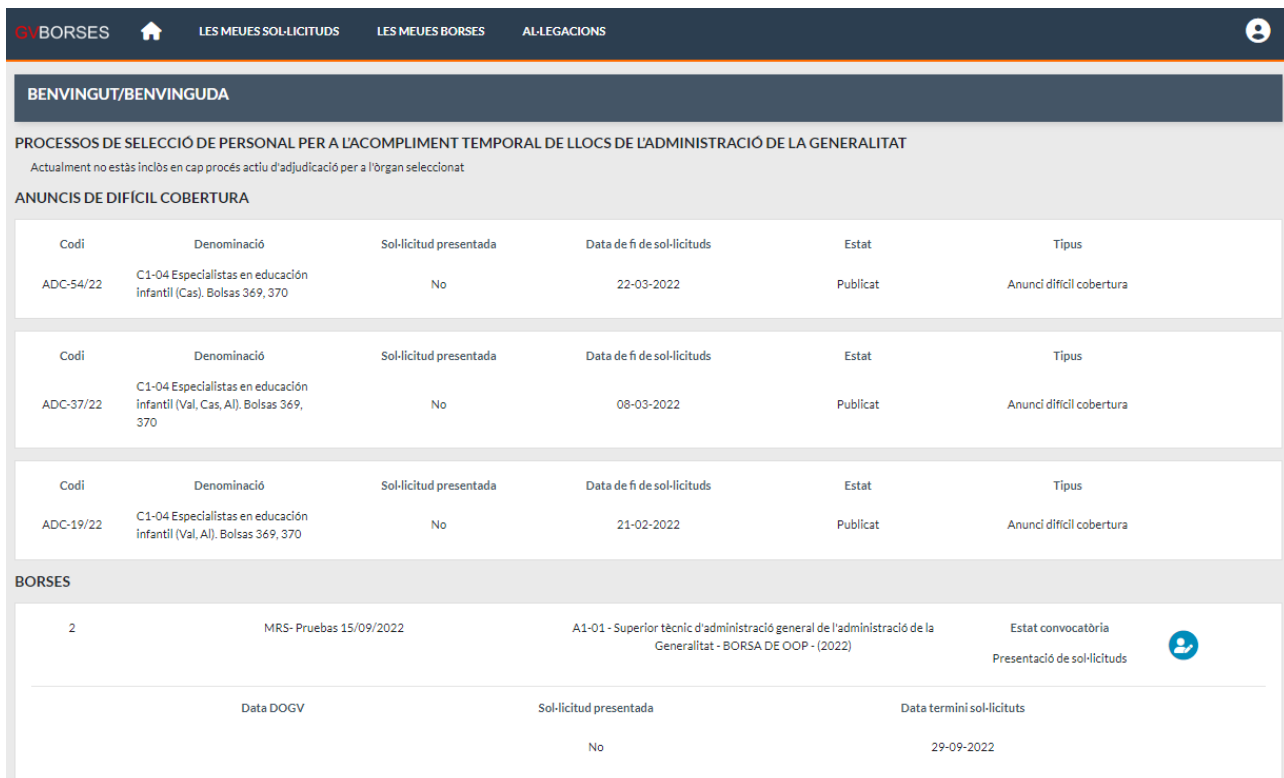 GVBORSES LES MEUES SOL·LICITUDS LES MEUES BORSES AL·LEGACIONS
BENVINGUT/BENVINGUDA
PROCESSOS DE SELECCIÓ DE PERSONAL PER A L'ACOMPLIMENT TEMPORAL DE LLOCS DE L'ADMINISTRACIÓ DE LA GENERALITAT
Actualment no estàs inclòs en cap procés actiu d'adjudicació per a l'òrgan seleccionat
ANUNCIS DE DIFÍCIL COBERTURA
Codi Denominació Sol·licitud presentada Data de fi de sol·licituds Estat Tipus
ADC-54/22 C1-04 Especialistas en educación
infantil (Cas). Bolsas 369, 370 No 22-03-2022 Publicat Anunci difícil cobertura
Codi Denominació Sol·licitud presentada Data de fi de sol·licituds Estat Tipus
C1-04 Especialistas en educación
ADC-37/22 infantil (Val, Cas, Al). Bolsas 369, No 08-03-2022 Publicat Anunci difícil cobertura
370
Codi Denominació Sol·licitud presentada Data de fi de sol·licituds Estat Tipus
ADC-19/22 C1-04 Especialistas en educación
infantil (Val, Al). Bolsas 369, 370 No 21-02-2022 Publicat Anunci difícil cobertura
BORSES
2 MRS- Pruebas 15/09/2022 A1-01 - Superior tècnic d'administració general de l'administració de la Estat convocatòria
Generalitat - BORSA DE OOP - (2022) Presentació de sol·licituds
Data DOGV Sol·licitud presentada Data termini sol·licituts
No 29-09-2022